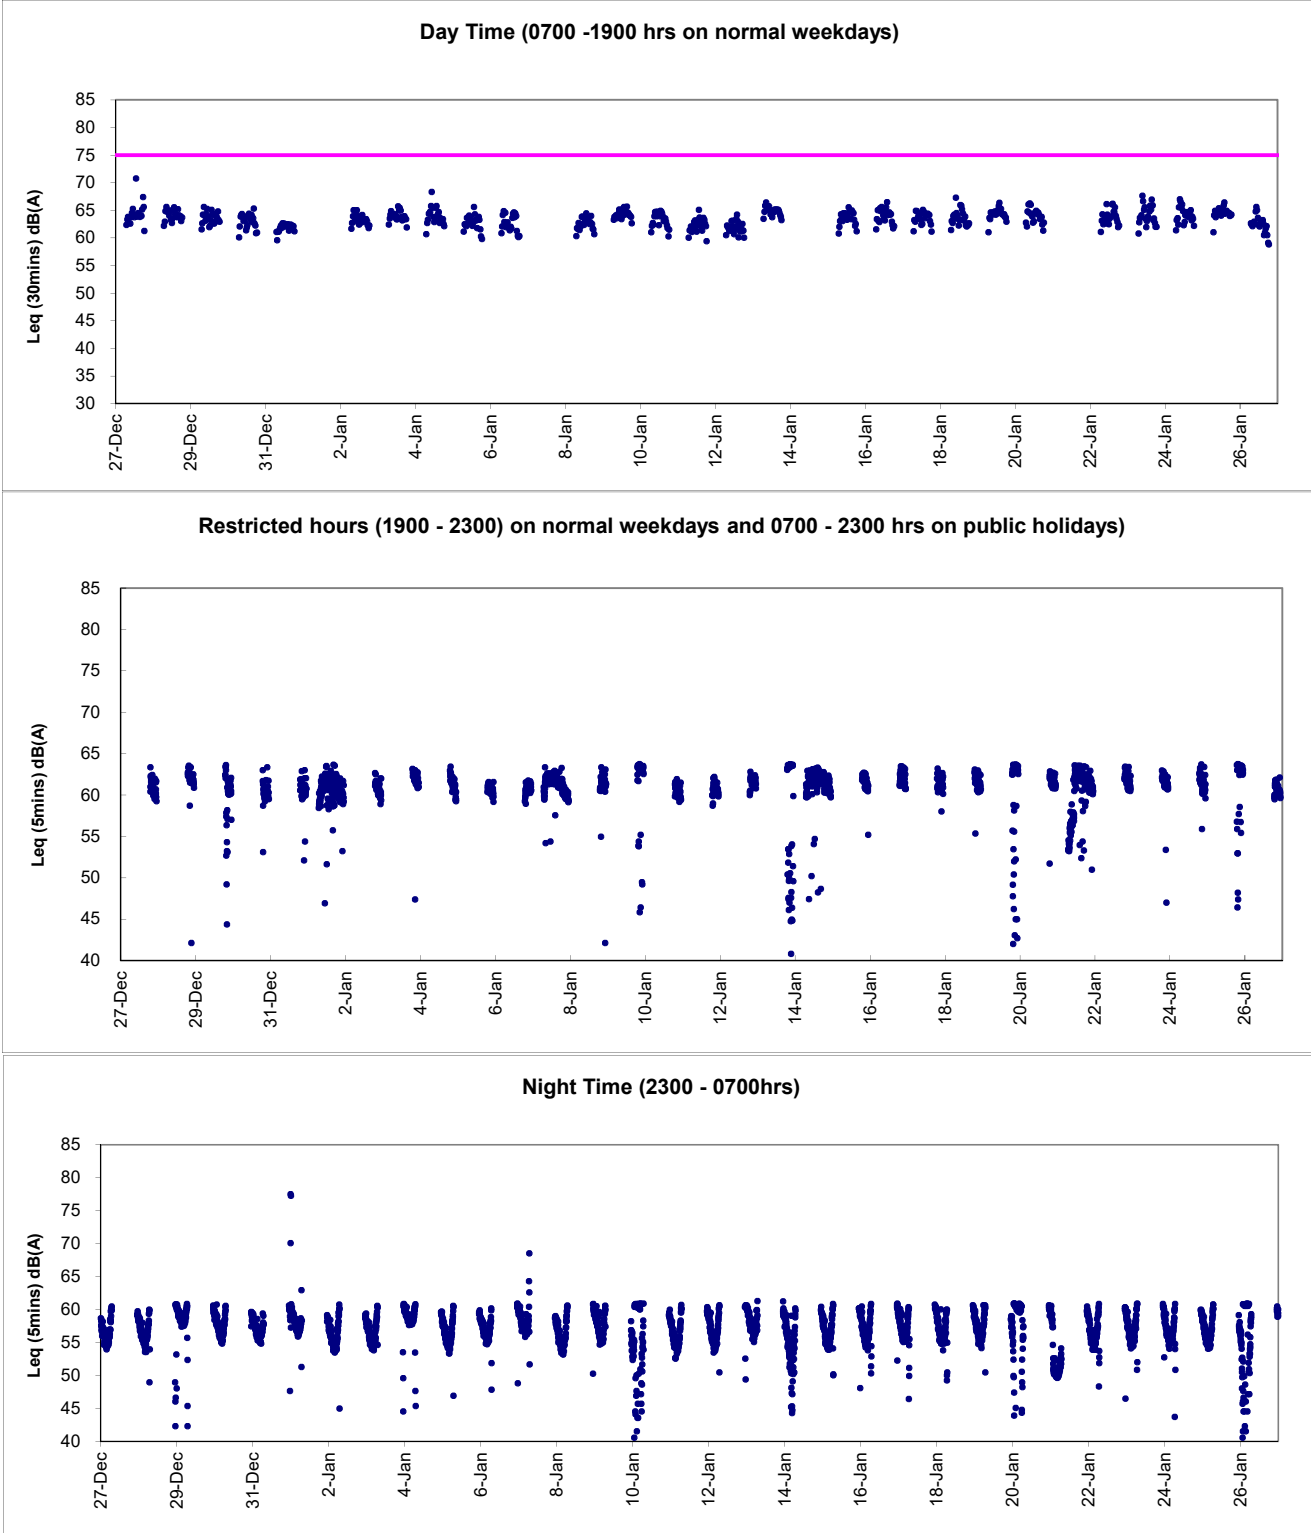 Day Time (0700 -1900 hrs on normal weekdays)
Leq (30mins) dB(A)
85
80
75
70
65
60
55
50
45
40
35
30
27-Dec
29-Dec
31-Dec
2-Jan
4-Jan
6-Jan
8-Jan
10-Jan
12-Jan
14-Jan
16-Jan
18-Jan
20-Jan
22-Jan
24-Jan
26-Jan
Restricted hours (1900 - 2300) on normal weekdays and 0700 - 2300 hrs on public holidays)
Leq (5mins) dB(A)
85
80
75
70
65
60
55
50
45
40
27-Dec
29-Dec
31-Dec
2-Jan
4-Jan
6-Jan
8-Jan
10-Jan
12-Jan
14-Jan
16-Jan
18-Jan
20-Jan
22-Jan
24-Jan
26-Jan
Night Time (2300 - 0700hrs)
Leq (5mins) dB(A)
85
80
75
70
65
60
55
50
45
40
27-Dec
29-Dec
31-Dec
2-Jan
4-Jan
6-Jan
8-Jan
10-Jan
12-Jan
14-Jan
16-Jan
18-Jan
20-Jan
22-Jan
24-Jan
26-Jan